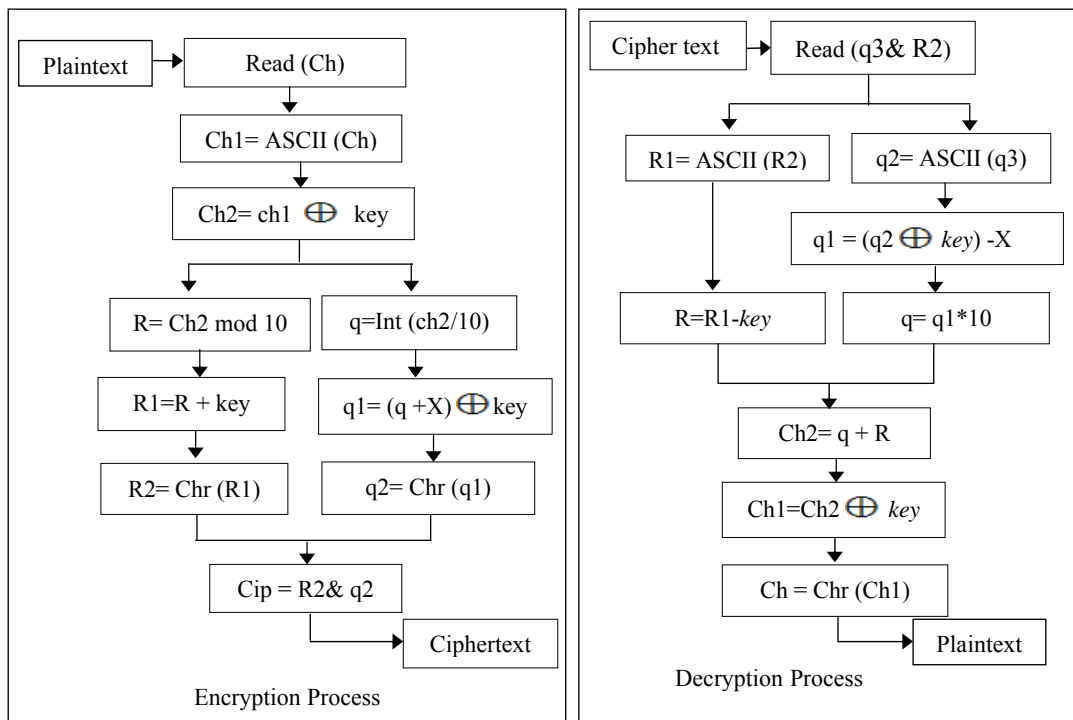 Plaintext
Read (Ch)
Ch1= ASCII (Ch)
Ch2= ch1 ⊕ key
R= Ch2 mod 10
q=Int (ch2/10)
R1=R + key
q1= (q +X) ⊕ key
R2= Chr (R1)
q2= Chr (q1)
Cip = R2& q2
Ciphertext
Encryption Process
Cipher text
Read (q3& R2)
R1= ASCII (R2)
q2= ASCII (q3)
q1 = (q2 ⊕ key) -X
R=R1-key
q= q1*10
Ch2= q + R
Ch1=Ch2 ⊕ key
Ch = Chr (Ch1)
Plaintext
Decryption Process